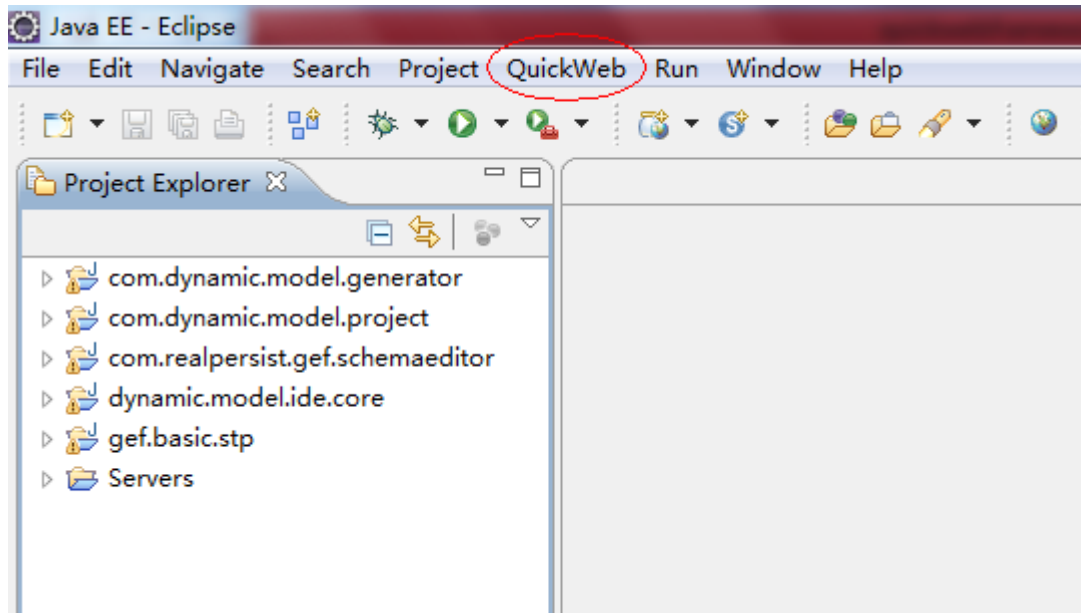 Java EE - Eclipse
File Edit Navigate Search Project QuickWeb Run Window Help
Project Explorer
com.dynamic.model.generator
com.dynamic.model.project
com.realpersist.gef.schemaeditor
dynamic.model.ide.core
gef.basic.stp
Servers